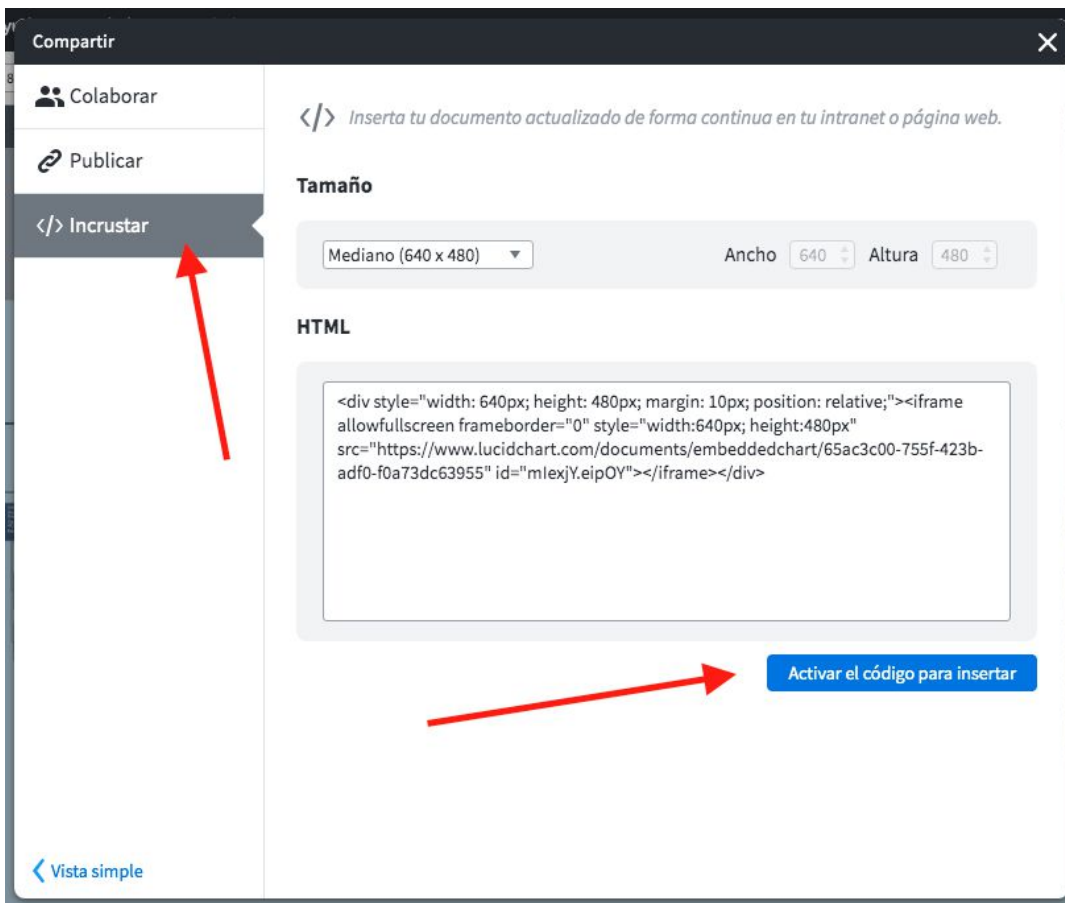 Compartir
Colaborar
Publicar
</> Incrustar
</> Inserta tu documento actualizado de forma continua en tu intranet o página web.
Tamaño
Mediano (640 x 480)
Ancho 640 Altura 480
HTML
<div style="width: 640px; height: 480px; margin: 10px; position: relative;"><iframe
allowfullscreen frameborder="0" style="width:640px; height:480px"
src="https://www.lucidchart.com/documents/embeddedchart/65ac3c00-755f-423b-
adf0-f0a73dc63955" id="mIexjY.eipOY"></iframe></div>
Activar el código para insertar
Vista simple